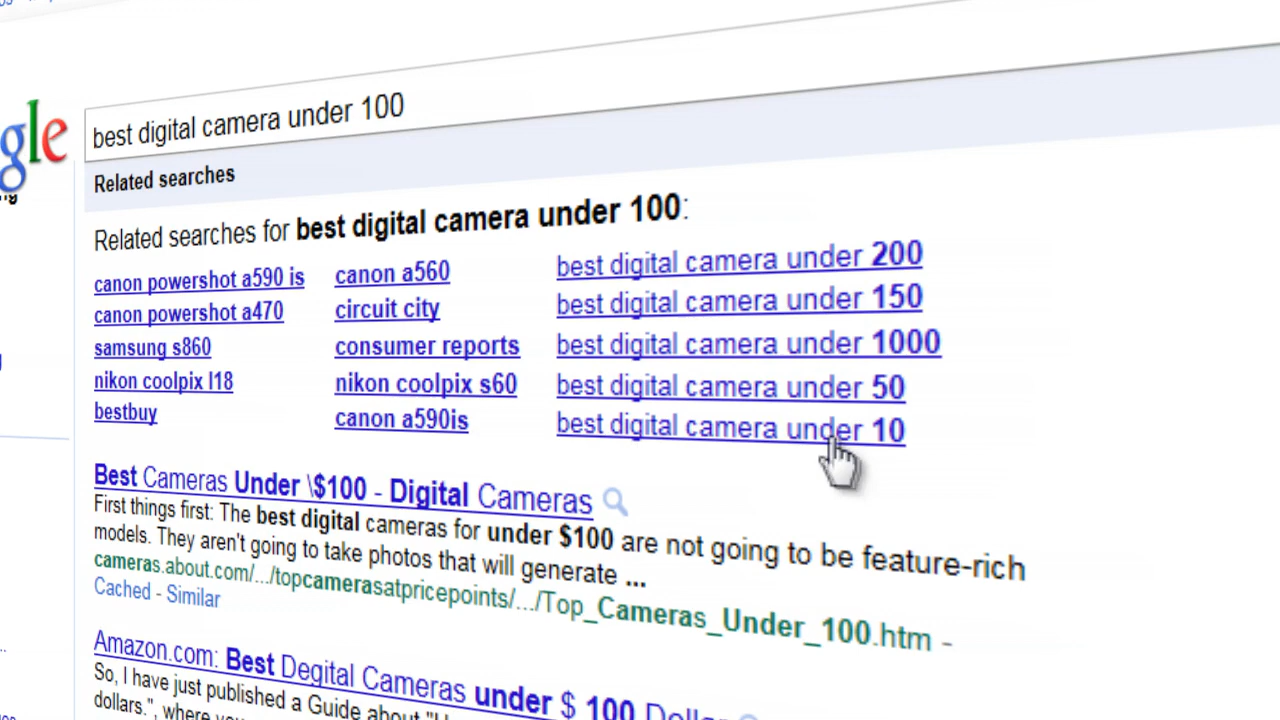 gle
best digital camera under 100
Related searches
Related searches for best digital camera under 100:
canon powershot a590 is canon a560 best digital camera under 200
canon powershot a470 circuit city best digital camera under 150
samsung s860 consumer reports best digital camera under 1000
nikon coolpix l18 nikon coolpix s60 best digital camera under 50
bestbuy canon a590is best digital camera under 10
Best Cameras Under \$100 - Digital Cameras
First things first: The best digital cameras for under $100 are not going to be feature-rich
models. They aren't going to take photos that will generate ...
cameras.about.com/.../topcamerasatpricepoints/.../Top_Cameras_Under_100.htm -
Cached - Similar
Amazon.com: Best Degital Cameras under $ 100 Dollar
So, I have just published a Guide about
dollars.", where